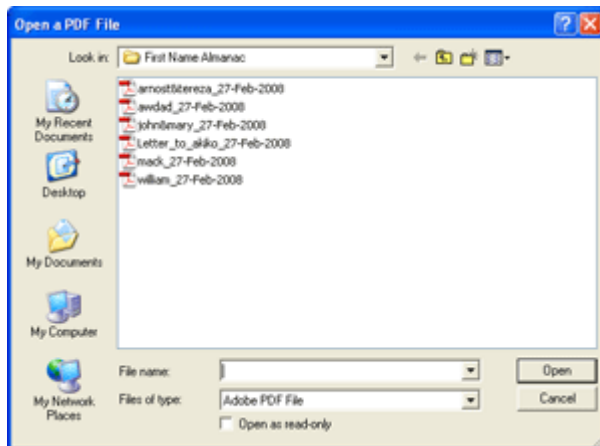 Open a PDF File
Look in: First Name Almanac
arnost&tereza_27-Feb-2008
awdad_27-Feb-2008
john&mary_27-Feb-2008
Letter_to_akiko_27-Feb-2008
mack_27-Feb-2008
william_27-Feb-2008
My Recent
Documents
Desktop
My Documents
My Computer
My Network
Places
File name:
Open
Files of type: Adobe PDF File
Cancel
Open as read-only